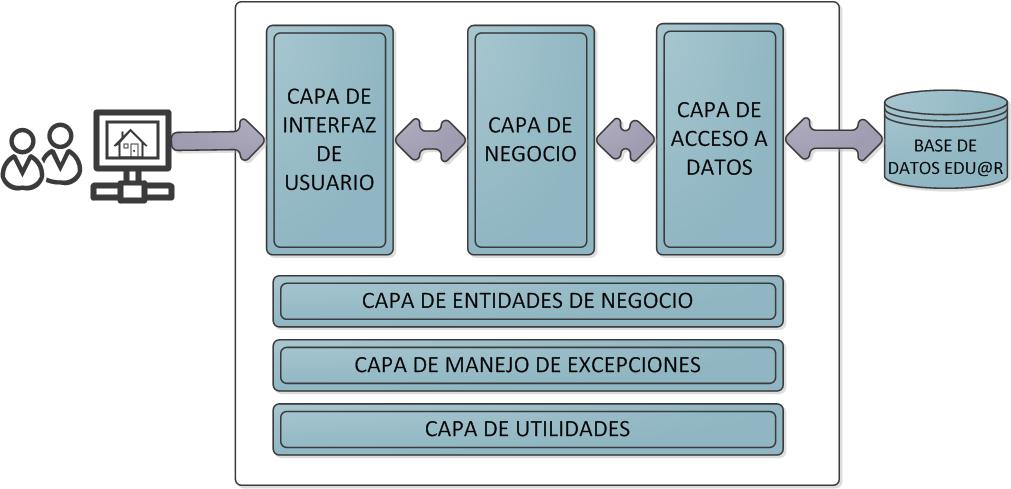 CAPA DE
INTERFAZ
DE
USUARIO
CAPA DE
NEGOCIO
CAPA DE
ACCESO A
DATOS
BASE DE
DATOS EDU@R
CAPA DE ENTIDADES DE NEGOCIO
CAPA DE MANEJO DE EXCEPCIONES
CAPA DE UTILIDADES